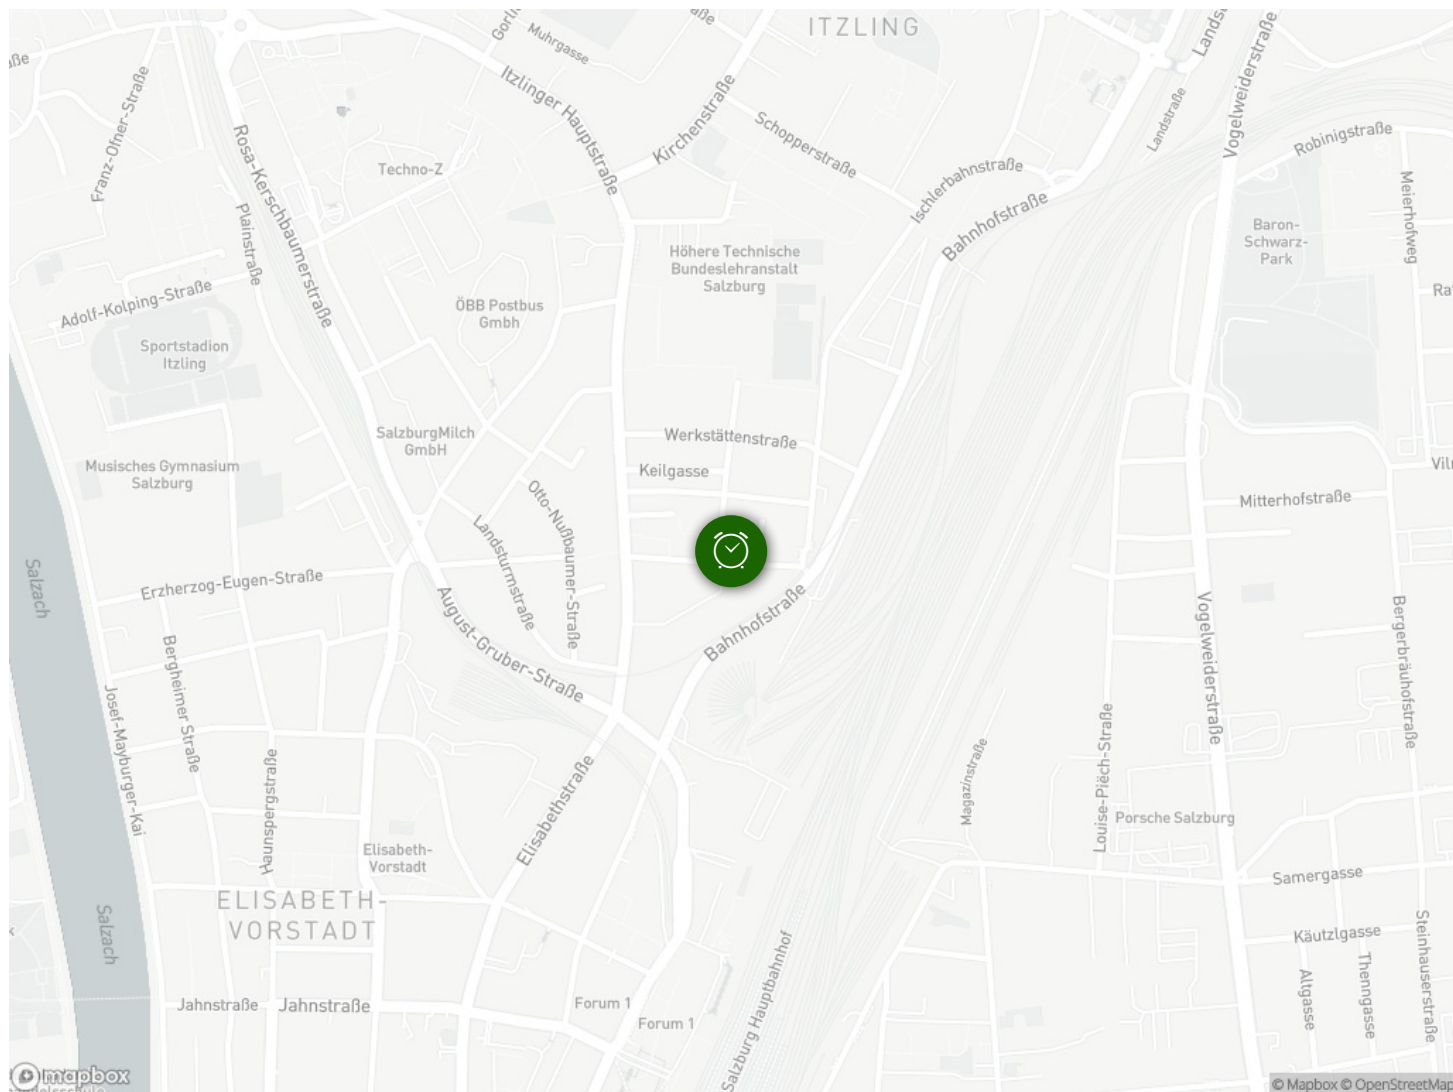 ITZLING
Muhrgasse
Itzlinger Hauptstraße
Kirchenstraße
Schopperstraße
Vogelweiderstraße
Landstraße
Robinigstraße
Franz-Ofner-Straße
Rosa-Kerschbaumerstraße
Techno-Z
Ischlerbahnstraße
Bahnhofstraße
Meierhofweg
Plainstraße
Baron-
Schwarz-
Park
Höhere Technische
Bundeslehranstalt
Salzburg
Adolf-Kolping-Straße
ÖBB Postbus
Gmbh
Sportstadion
Itzling
SalzburgMilch
GmbH
Werkstättenstraße
Musisches Gymnasium
Salzburg
Keilgasse
Mitterhofstraße
Otto-Nußbaumer-Straße
Landsturmstraße
Salzach
Erzherzog-Eugen-Straße
August-Gruber-Straße
Bahnhofstraße
Vogelweiderstraße
Bergerbräuhofstraße
Bergheimer Straße
Josef-Mayburger-Kai
Haunspergstraße
Elisabethstraße
Magazinstraße
Louise-Piëch-Straße
Porsche Salzburg
Elisabeth-
Vorstadt
ELISABETH-
VORSTADT
Samergasse
Käutzlgasse
Steinhauserstraße
Thenngasse
Altgasse
Salzach
Salzburg Hauptbahnhof
Jahnstraße
Jahnstraße
Forum 1
Forum 1
mapbox
© Mapbox © OpenStreetMap